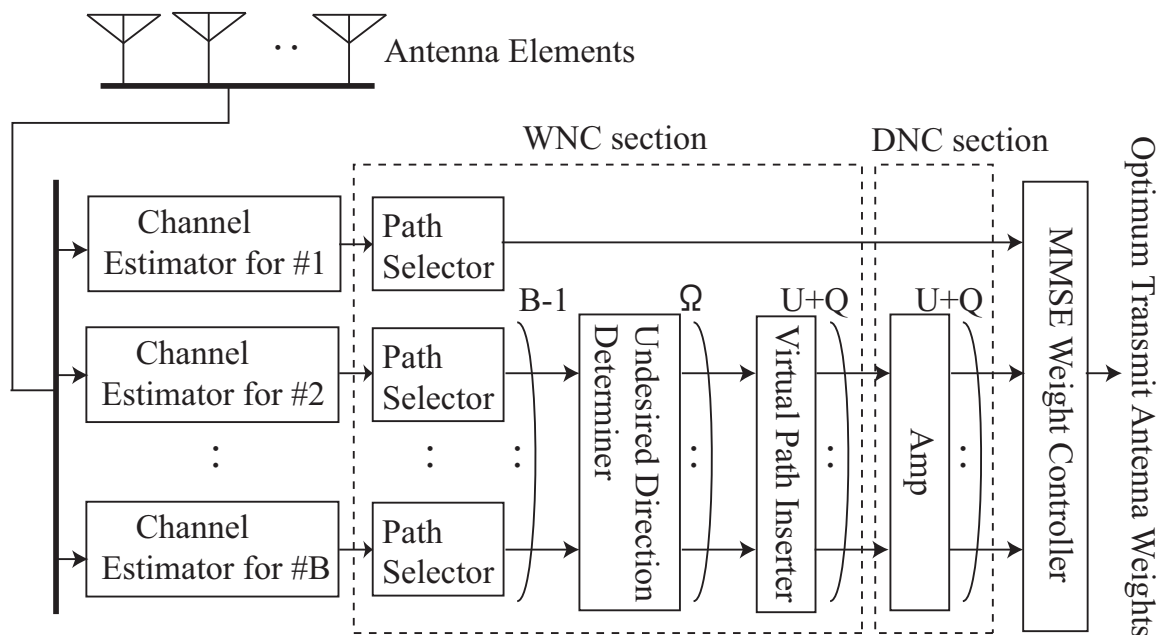 Antenna Elements
WNC section
DNC section
Channel
Estimator for #1
Path
Selector
B-1
Ω
U+Q
U+Q
Channel
Estimator for #2
Path
Selector
Undesired Direction
Determiner
Virtual Path Inserter
Amp
MMSE Weight Controller
Optimum Transmit Antenna Weights
Channel
Estimator for #B
Path
Selector